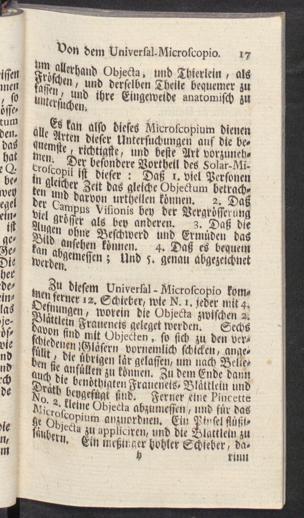 Von dem Universal-Microscopio. 17
um allerhand Objecta, und Thierlein, als
Fröschen, und derselben Theile bequemer zu
fassen, und ihre Eingeweide anatomisch zu
untersuchen.
Es kan also dieses Microscopium dienen
alle Arten dieser Untersuchungen auf die be-
quemste, richtigste, und beste Art vorzuneh-
men. Der besondere Vortheil des Solar-Mi-
croscopii ist dieser : Daß 1. viel Personen
in gleicher Zeit das gleiche Objectum betrach-
ten und darvon urtheilen können. 2. Daß
der Campus Visionis bey der Vergrösserung
viel grösser als bey anderen. 3. Daß die
Augen ohne Beschwerd und Ermüden das
Bild ansehen können. 4. Daß es bequem
kan abgemessen; Und 5. genau abgezeichnet
werden.
Zu diesem Universal-Microscopio kom-
men ferner 12. Schieber, wie N. 1. jeder mit 4.
Oefnungen, worein die Objecta zwischen 2.
Blättlein Fraueneis geleget werden. Sechs
davon sind mit Objecten, so sich zu den ver-
schiedenen Gläsern vornemlich schicken, ange-
füllt, die übrigen lär gelassen, um nach Belie-
ben sie anfüllen zu können. Zu dem Ende dann
auch die benöthigten Fraueneis-Blättlein und
Dräth beygefügt sind. Ferner eine Pincette
No. 2. kleine Objecta abzumessen, und für das
Microscopium anzuordnen. Ein Pinsel flüßi-
ge Objecta zu appliciren, und die Blättlein zu
säubern. Ein meßinger hohler Schieber, da-
rinn